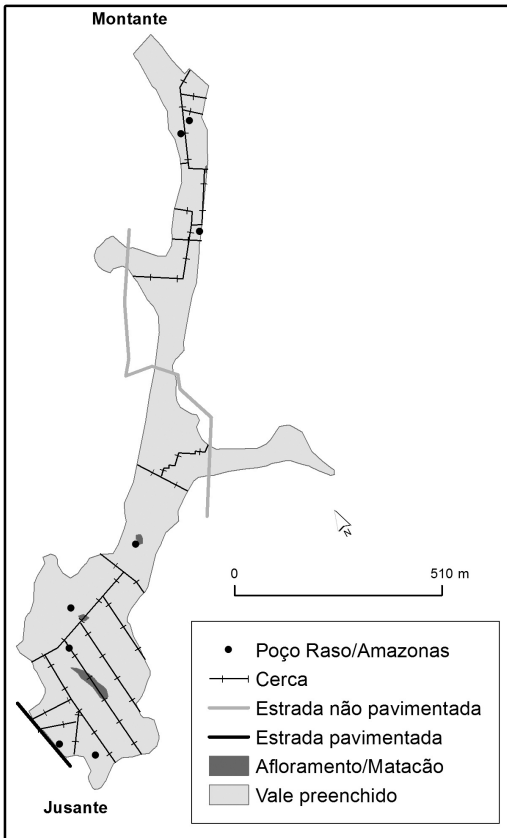 Montante
N
0 510 m
Poço Raso/Amazonas
Cerca
Estrada não pavimentada
Estrada pavimentada
Afloramento/Matacão
Vale preenchido
Jusante